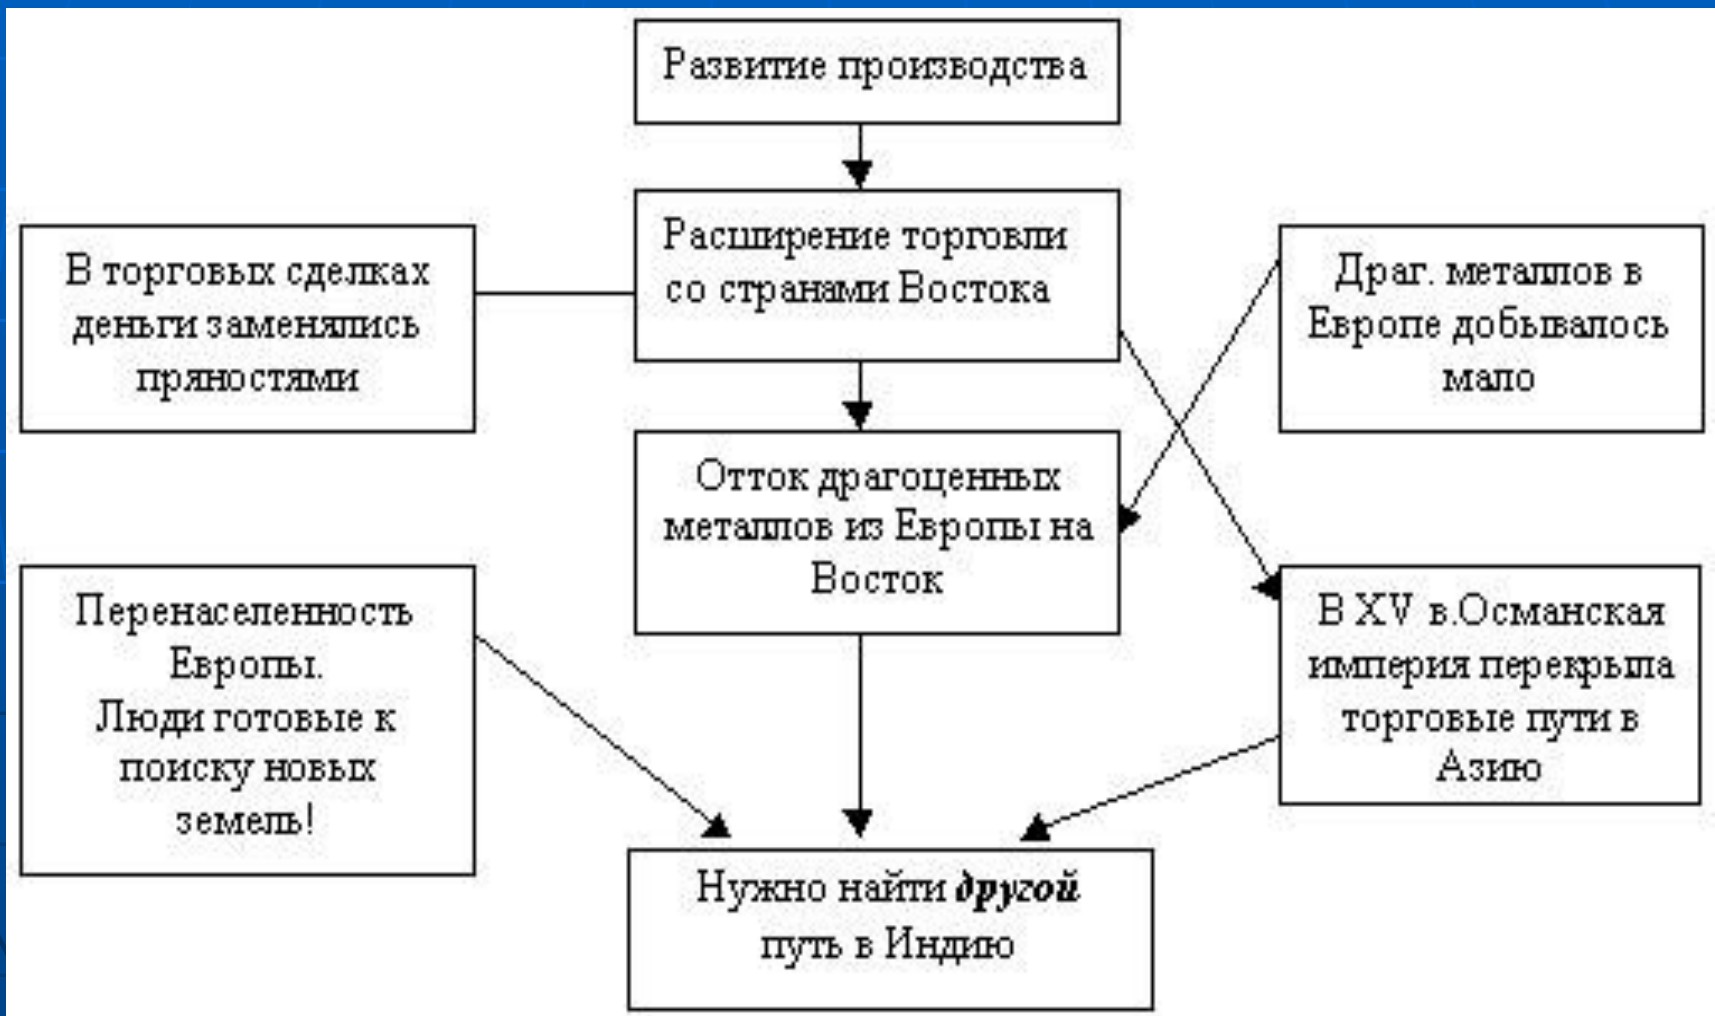 Развитие производства
В торговых сделках
деньги заменялись
пряностями
Расширение торговли
со странами Востока
Драг. металлов в
Европе добывалось
мало
Отток драгоценных
металлов из Европы на
Восток
Перенаселенность
Европы.
Люди готовые к
поиску новых
земель!
В XV в.Османская
империя перекрыла
торговые пути в
Азию
Нужно найти другой
путь в Индию